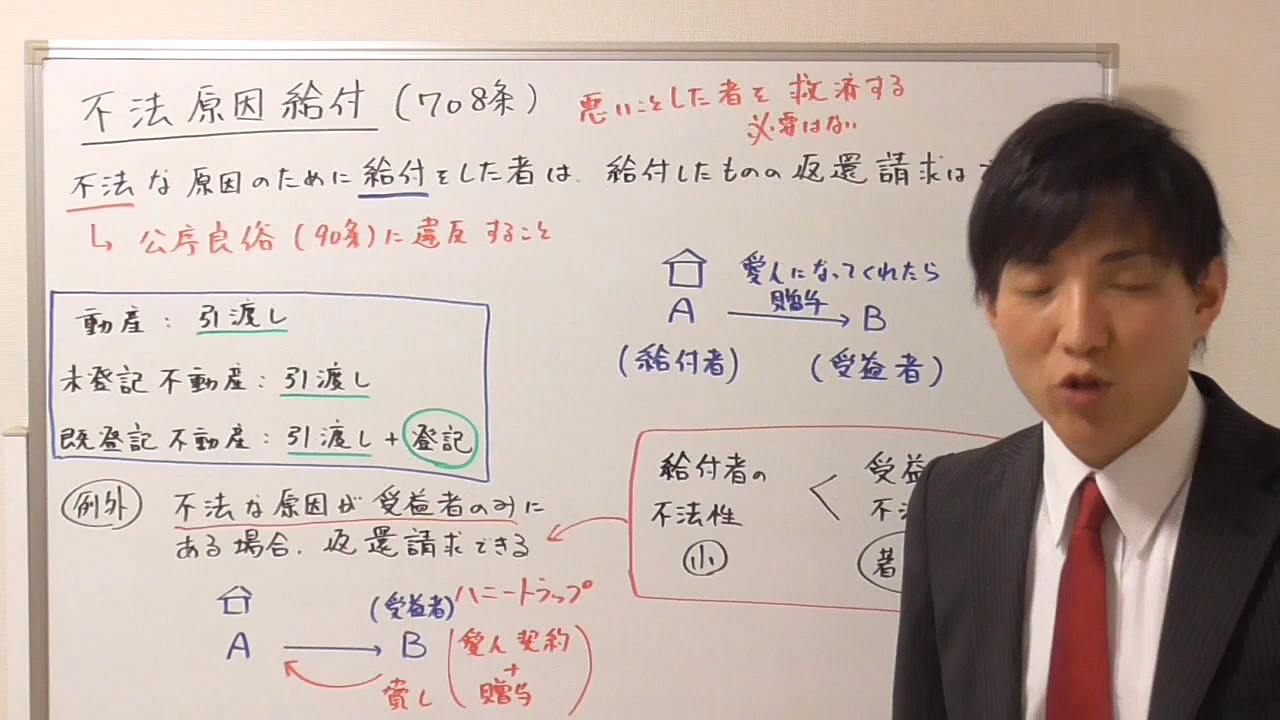 不法原因給付(708条)
悪いことをした者を救済する
必要はない
不法な原因のために給付をした者は、給付したものの返還請求は
↳ 公序良俗(90条)に違反すること
動産:引渡し
未登記不動産:引渡し
既登記不動産:引渡し+登記
愛人になってくれたら
贈与
A → B
(給付者) (受益者)
例外 不法な原因が受益者のみに
ある場合、返還請求できる
給付者の < 受益
不法性 不法
小 著
(受益者) ハニートラップ
A → B
愛人契約
+
貸し 贈与